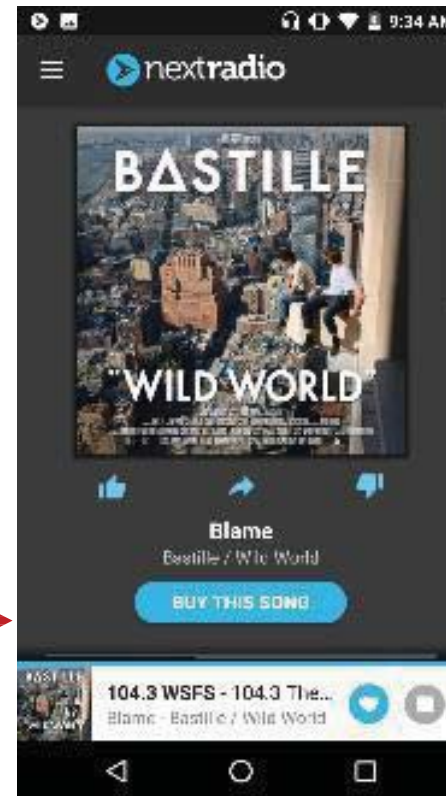 9:34 AM
nextradio
BASTILLE
"WILD WORLD"
Blame
Bastille / Wild World
BUY THIS SONG
BASTILLE
104.3 WSFS - 104.3 The...
Blame - Bastille / Wild World